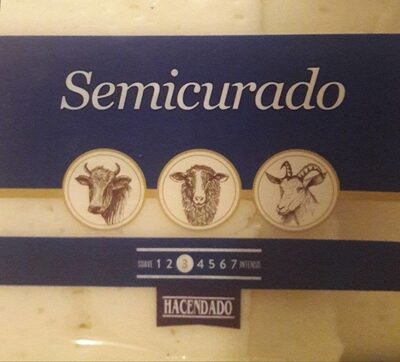 Semicurado
SUAVE 1 2 3 4 5 6 7 INTENSO
HACENDADO